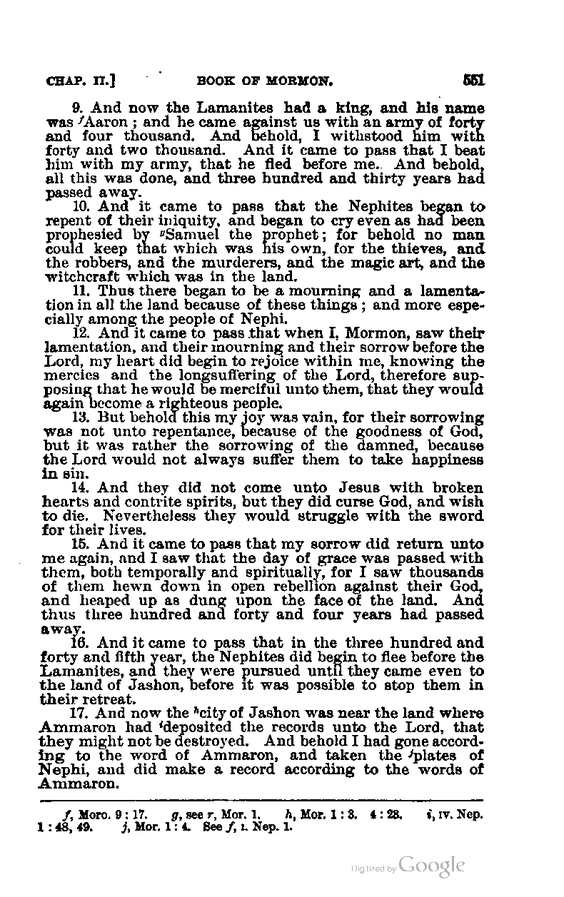 CHAP. II.] BOOK OF MORMON. 551
9. And now the Lamanites had a king, and his name
was fAaron; and he came against us with an army of forty
and four thousand. And behold, I withstood him with
forty and two thousand. And it came to pass that I beat
him with my army, that he fled before me. And behold,
all this was done, and three hundred and thirty years had
passed away.
10. And it came to pass that the Nephites began to
repent of their iniquity, and began to cry even as had been
prophesied by gSamuel the prophet; for behold no man
could keep that which was his own, for the thieves, and
the robbers, and the murderers, and the magic art, and the
witchcraft which was in the land.
11. Thus there began to be a mourning and a lamenta-
tion in all the land because of these things; and more espe-
cially among the people of Nephi.
12. And it came to pass that when I, Mormon, saw their
lamentation, and their mourning and their sorrow before the
Lord, my heart did begin to rejoice within me, knowing the
mercies and the longsuffering of the Lord, therefore sup-
posing that he would be merciful unto them, that they would
again become a righteous people.
13. But behold this my joy was vain, for their sorrowing
was not unto repentance, because of the goodness of God,
but it was rather the sorrowing of the damned, because
the Lord would not always suffer them to take happiness
in sin.
14. And they did not come unto Jesus with broken
hearts and contrite spirits, but they did curse God, and wish
to die. Nevertheless they would struggle with the sword
for their lives.
15. And it came to pass that my sorrow did return unto
me again, and I saw that the day of grace was passed with
them, both temporally and spiritually, for I saw thousands
of them hewn down in open rebellion against their God,
and heaped up as dung upon the face of the land. And
thus three hundred and forty and four years had passed
away.
16. And it came to pass that in the three hundred and
forty and fifth year, the Nephites did begin to flee before the
Lamanites, and they were pursued until they came even to
the land of Jashon, before it was possible to stop them in
their retreat.
17. And now the hcity of Jashon was near the land where
Ammaron had ideposited the records unto the Lord, that
they might not be destroyed. And behold I had gone accord-
ing to the word of Ammaron, and taken the jplates of
Nephi, and did make a record according to the words of
Ammaron.
f, Moro. 9: 17. g, see r, Mor. 1. h, Mor. 1: 3. 4: 28. i, IV. Nep.
1: 48, 49. j, Mor. 1: 4. See f, I. Nep. 1.
Digitized by Google